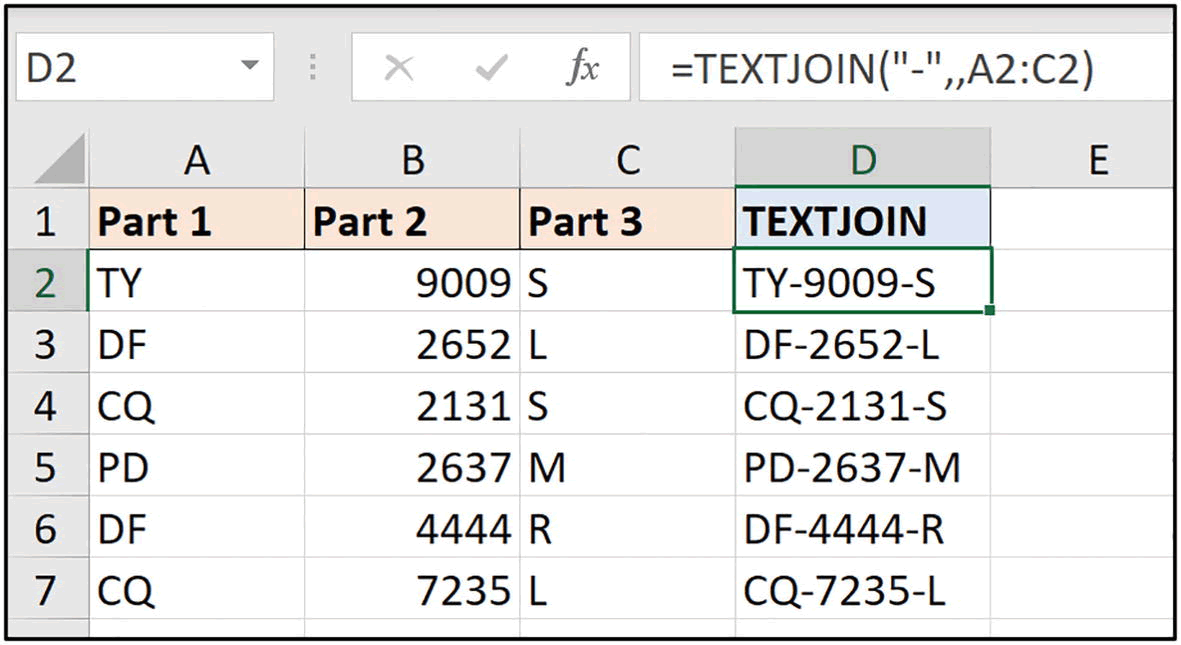 D2 fx =TEXTJOIN("-",,A2:C2)
A B C D E
1 Part 1 Part 2 Part 3 TEXTJOIN
2 TY 9009 S TY-9009-S
3 DF 2652 L DF-2652-L
4 CQ 2131 S CQ-2131-S
5 PD 2637 M PD-2637-M
6 DF 4444 R DF-4444-R
7 CQ 7235 L CQ-7235-L